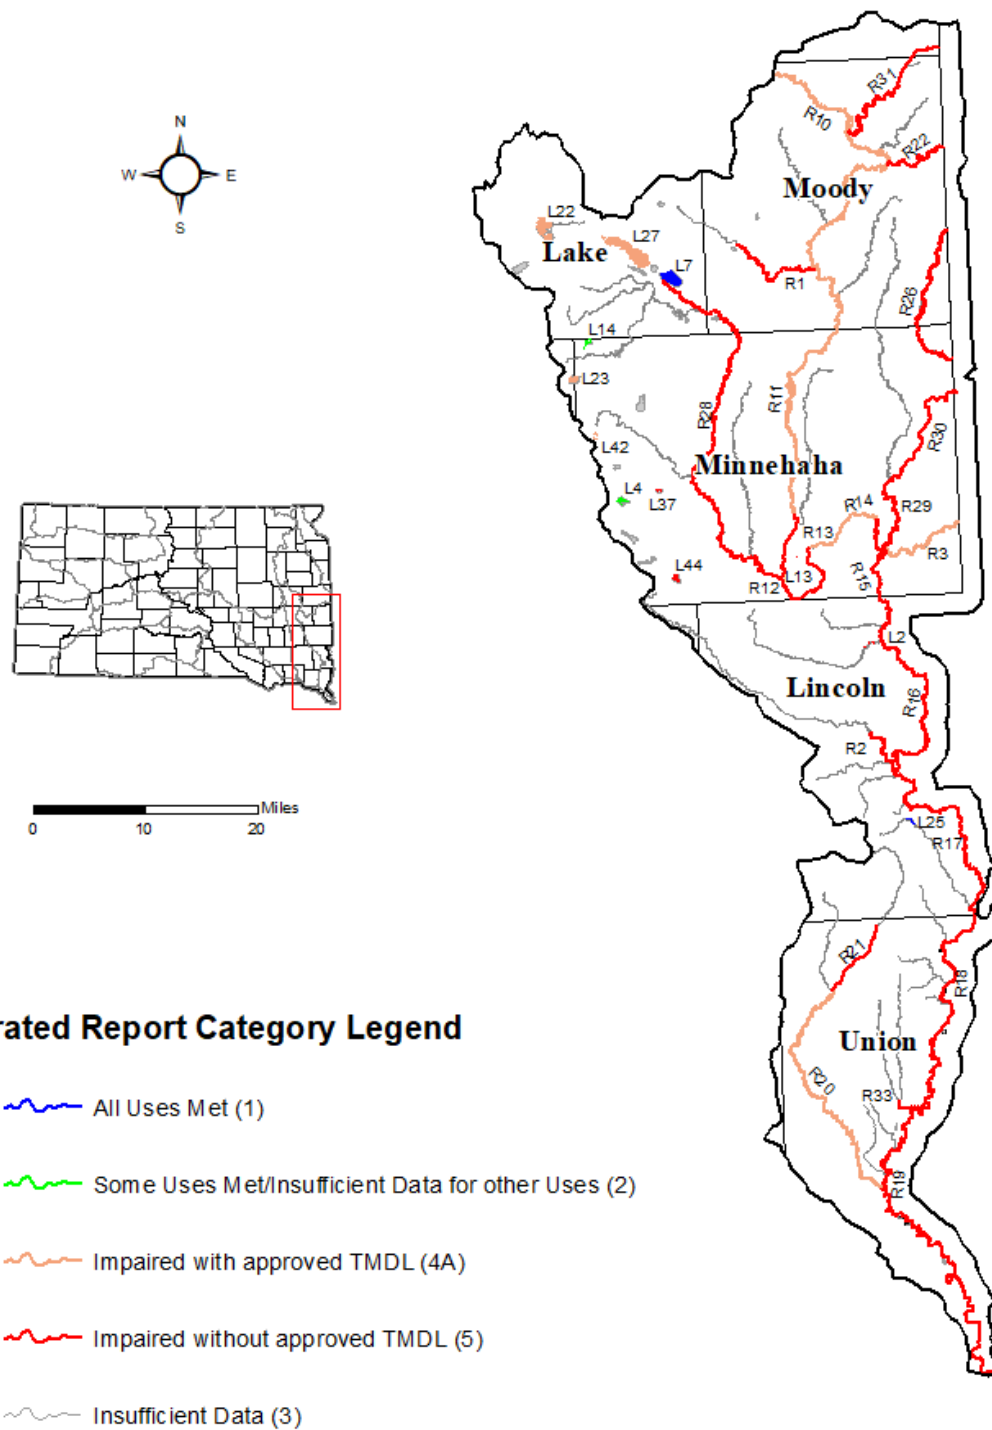 N
W E
S
R31
R10
R22
Moody
L22
L27
Lake
L7
R1
R26
L14
L23
R28
R11
R30
L42
Minnehaha
L4
L37
R14
R29
R13
R3
L44
R12
L13
R15
L2
Lincoln
R16
R2
Miles
0 10 20
L25
R17
R21
R18
rated Report Category Legend
Union
R20
R33
All Uses Met (1)
Some Uses Met/Insufficient Data for other Uses (2)
R19
Impaired with approved TMDL (4A)
Impaired without approved TMDL (5)
Insufficient Data (3)